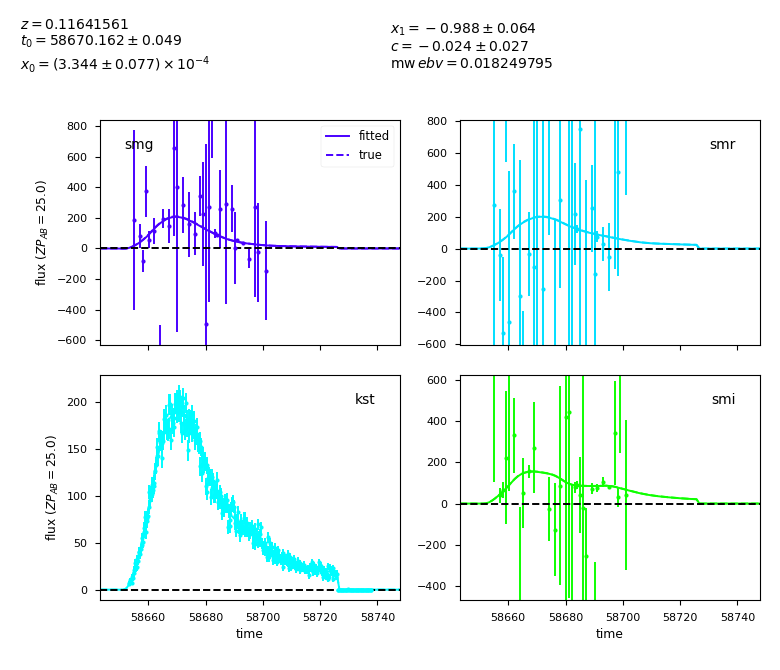 z = 0.11641561
t₀ = 58670.162 ± 0.049
x₀ = (3.344 ± 0.077) × 10⁻⁴
x₁ = −0.988 ± 0.064
c = −0.024 ± 0.027
mw ebv = 0.018249795
smg
fitted
true
800
600
400
200
0
−200
−400
−600
flux (ZP_AB = 25.0)
smr
800
600
400
200
0
−200
−400
−600
kst
200
150
100
50
0
flux (ZP_AB = 25.0)
58660 58680 58700 58720 58740
time
smi
600
400
200
0
−200
−400
58660 58680 58700 58720 58740
time